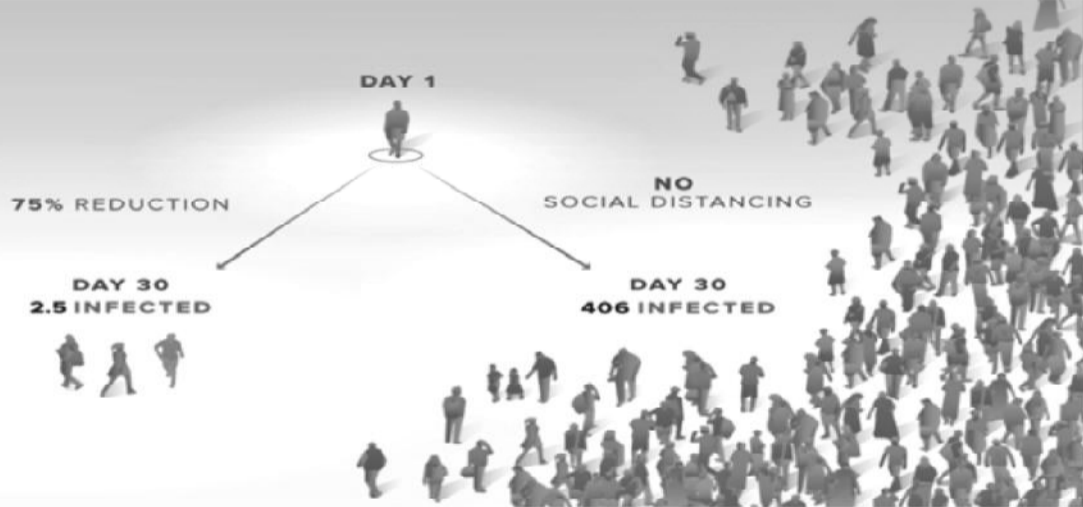 DAY 1
75% REDUCTION
NO
SOCIAL DISTANCING
DAY 30
2.5 INFECTED
DAY 30
406 INFECTED